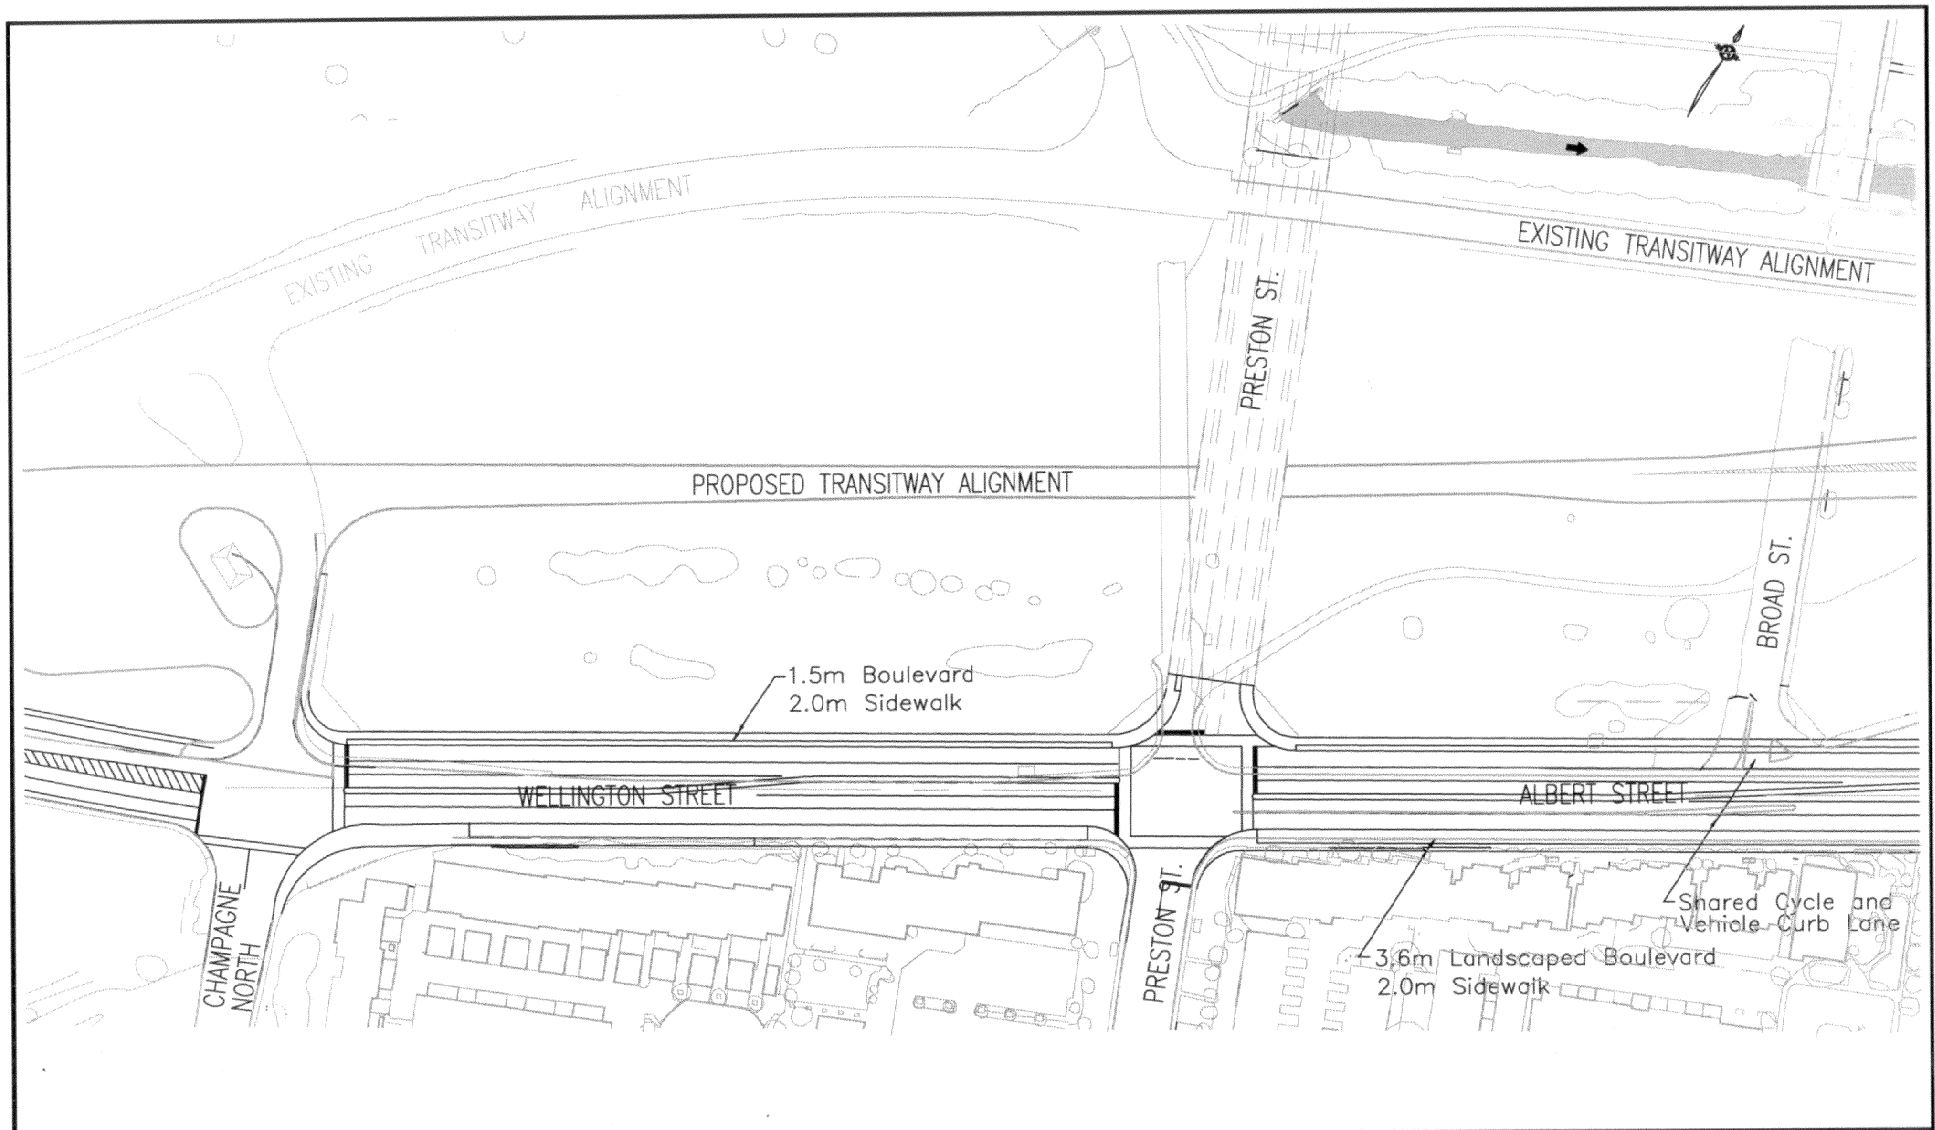 EXISTING TRANSITWAY ALIGNMENT
EXISTING TRANSITWAY ALIGNMENT
PRESTON ST.
PROPOSED TRANSITWAY ALIGNMENT
BROAD ST.
1.5m Boulevard
2.0m Sidewalk
WELLINGTON STREET
ALBERT STREET
CHAMPAGNE
NORTH
PRESTON ST.
Shared Cycle and
Vehicle Curb Lane
3.6m Landscaped Boulevard
2.0m Sidewalk